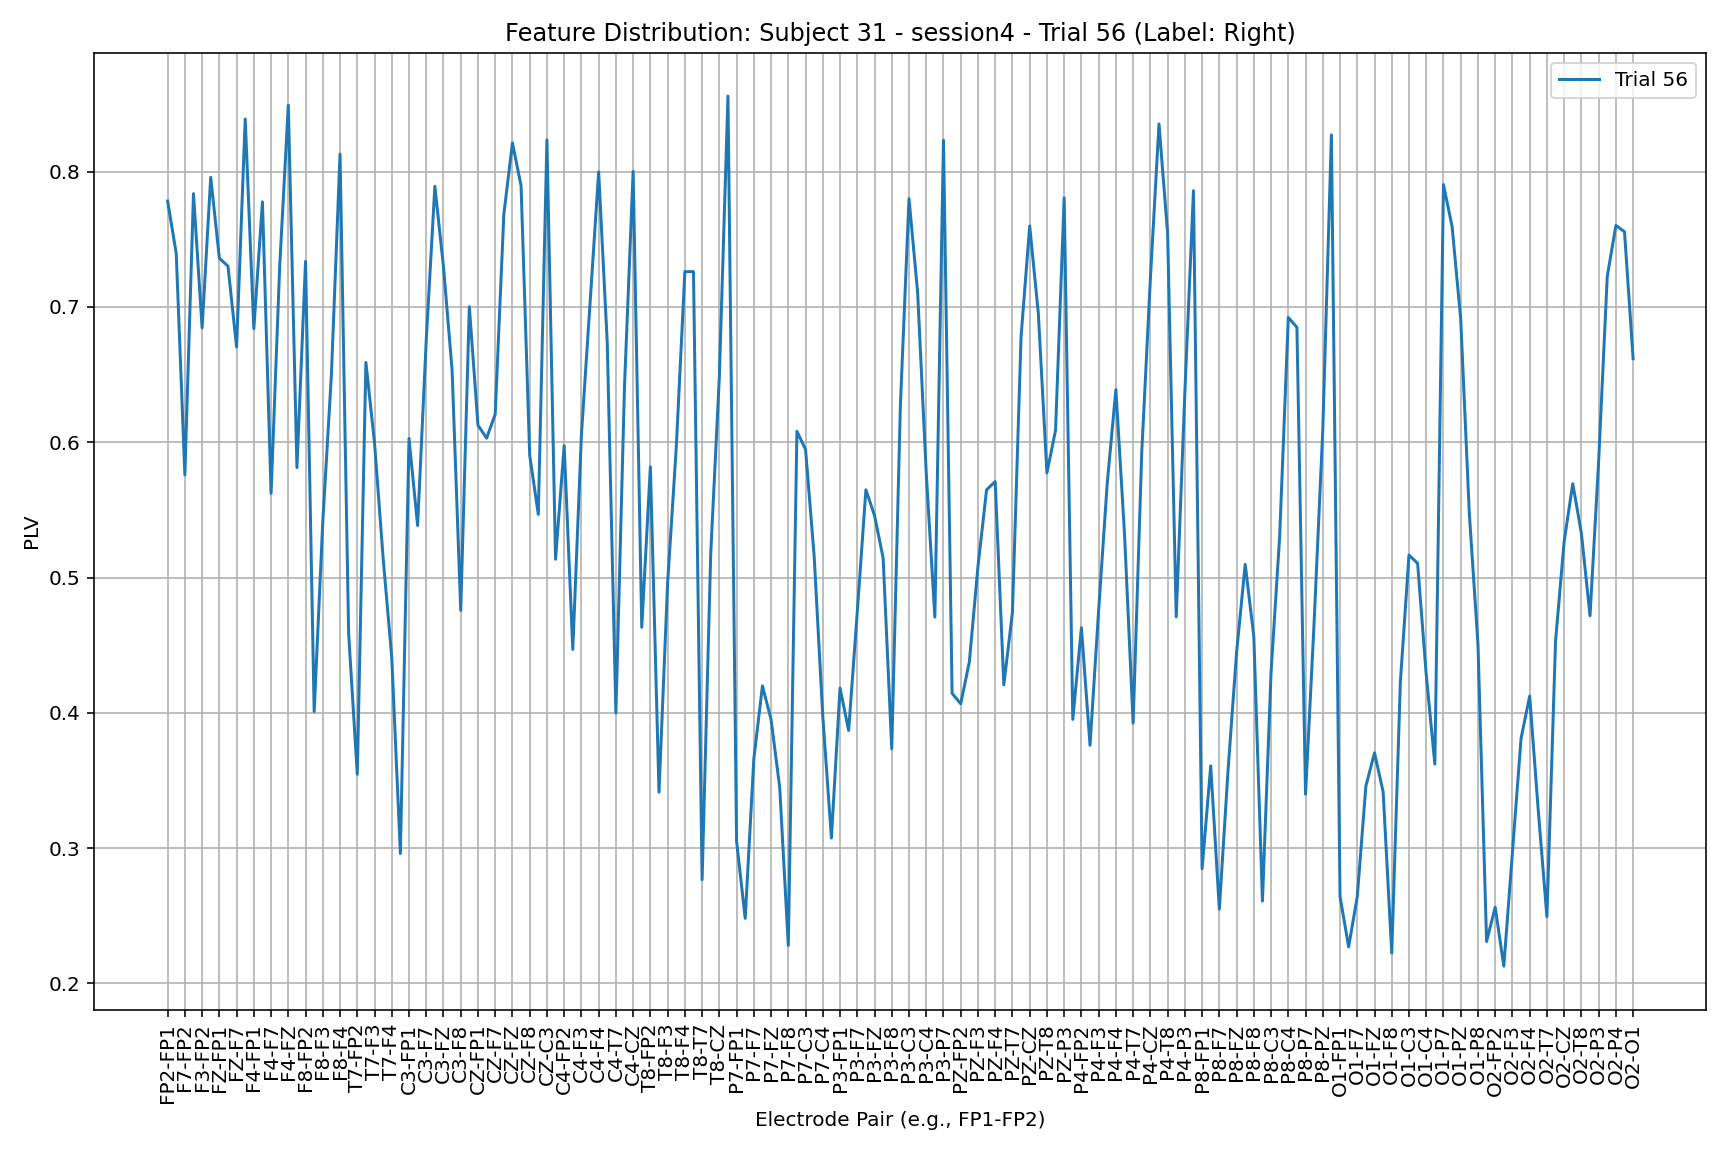 Feature Distribution: Subject 31 - session4 - Trial 56 (Label: Right)
Trial 56
PLV
0.8
0.7
0.6
0.5
0.4
0.3
0.2
FP2-FP1
F7-FP2
F3-FP2
FZ-FP1
FZ-F7
F4-FP1
F4-F7
F4-FZ
F8-FP2
F8-F3
F8-F4
T7-FP2
T7-F3
T7-F4
C3-FP1
C3-F7
C3-FZ
C3-F8
CZ-FP1
CZ-F7
CZ-FZ
CZ-F8
CZ-C3
C4-FP2
C4-F3
C4-F4
C4-T7
C4-CZ
T8-FP2
T8-F3
T8-F4
T8-T7
T8-CZ
P7-FP1
P7-F7
P7-FZ
P7-F8
P7-C3
P7-C4
P3-FP1
P3-F7
P3-FZ
P3-F8
P3-C3
P3-C4
P3-P7
PZ-FP2
PZ-F3
PZ-F4
PZ-T7
PZ-CZ
PZ-T8
PZ-P3
P4-FP2
P4-F3
P4-F4
P4-T7
P4-CZ
P4-T8
P4-P3
P8-FP1
P8-F7
P8-FZ
P8-F8
P8-C3
P8-C4
P8-P7
P8-PZ
O1-FP1
O1-F7
O1-FZ
O1-F8
O1-C3
O1-C4
O1-P7
O1-PZ
O1-P8
O2-FP2
O2-F3
O2-F4
O2-T7
O2-CZ
O2-T8
O2-P3
O2-P4
O2-O1
Electrode Pair (e.g., FP1-FP2)